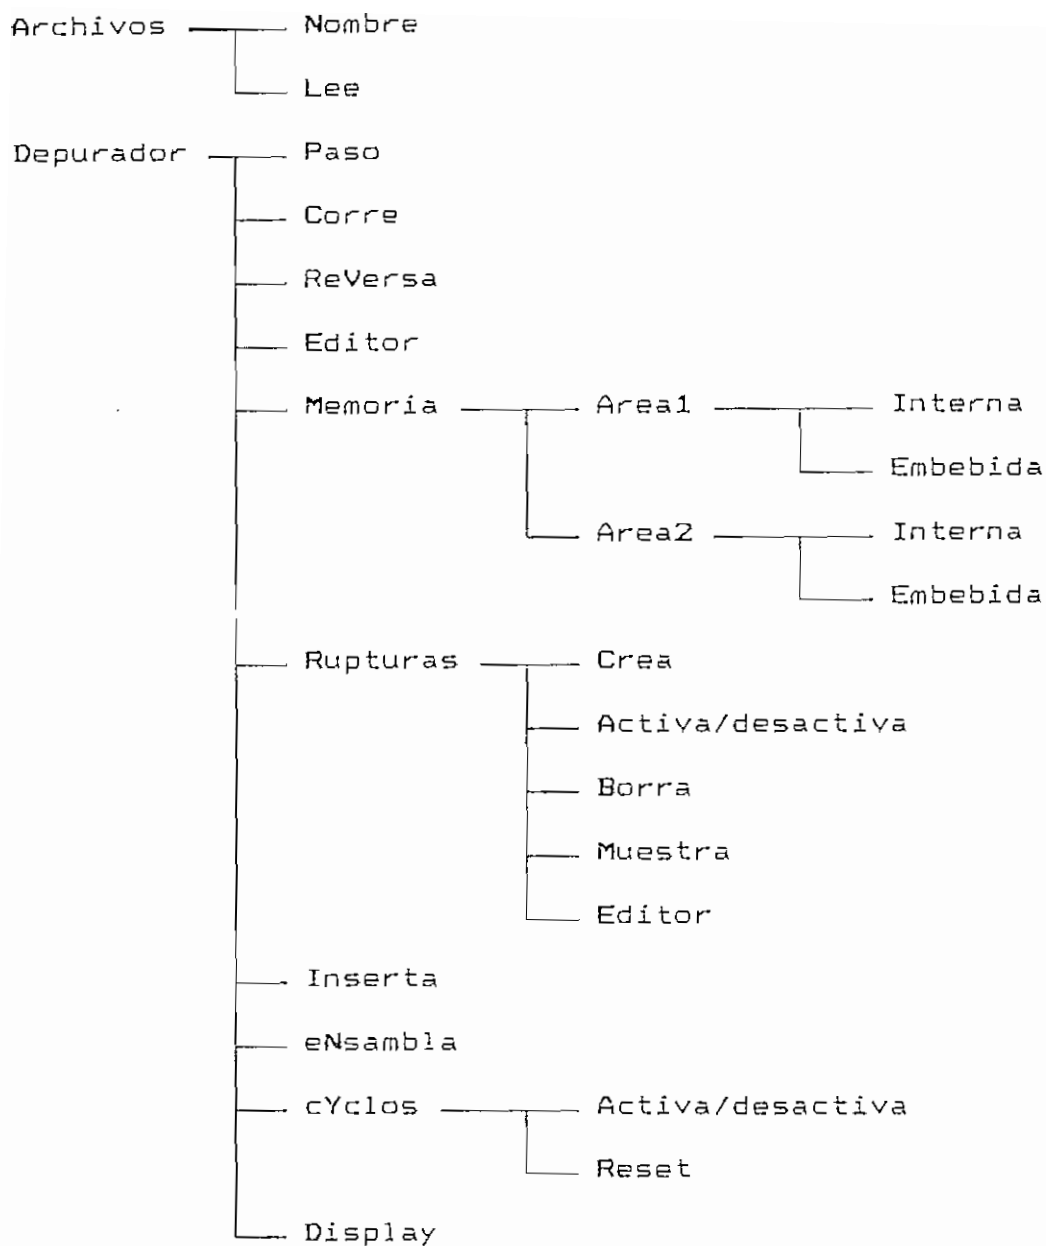 Archivos Nombre
Lee
Depurador Paso
Corre
ReVersa
Editor
Memoria Area1 Interna
Embebida
Area2 Interna
Embebida
Rupturas Crea
Activa/desactiva
Borra
Muestra
Editor
Inserta
eNsambla
cYclos Activa/desactiva
Reset
Display